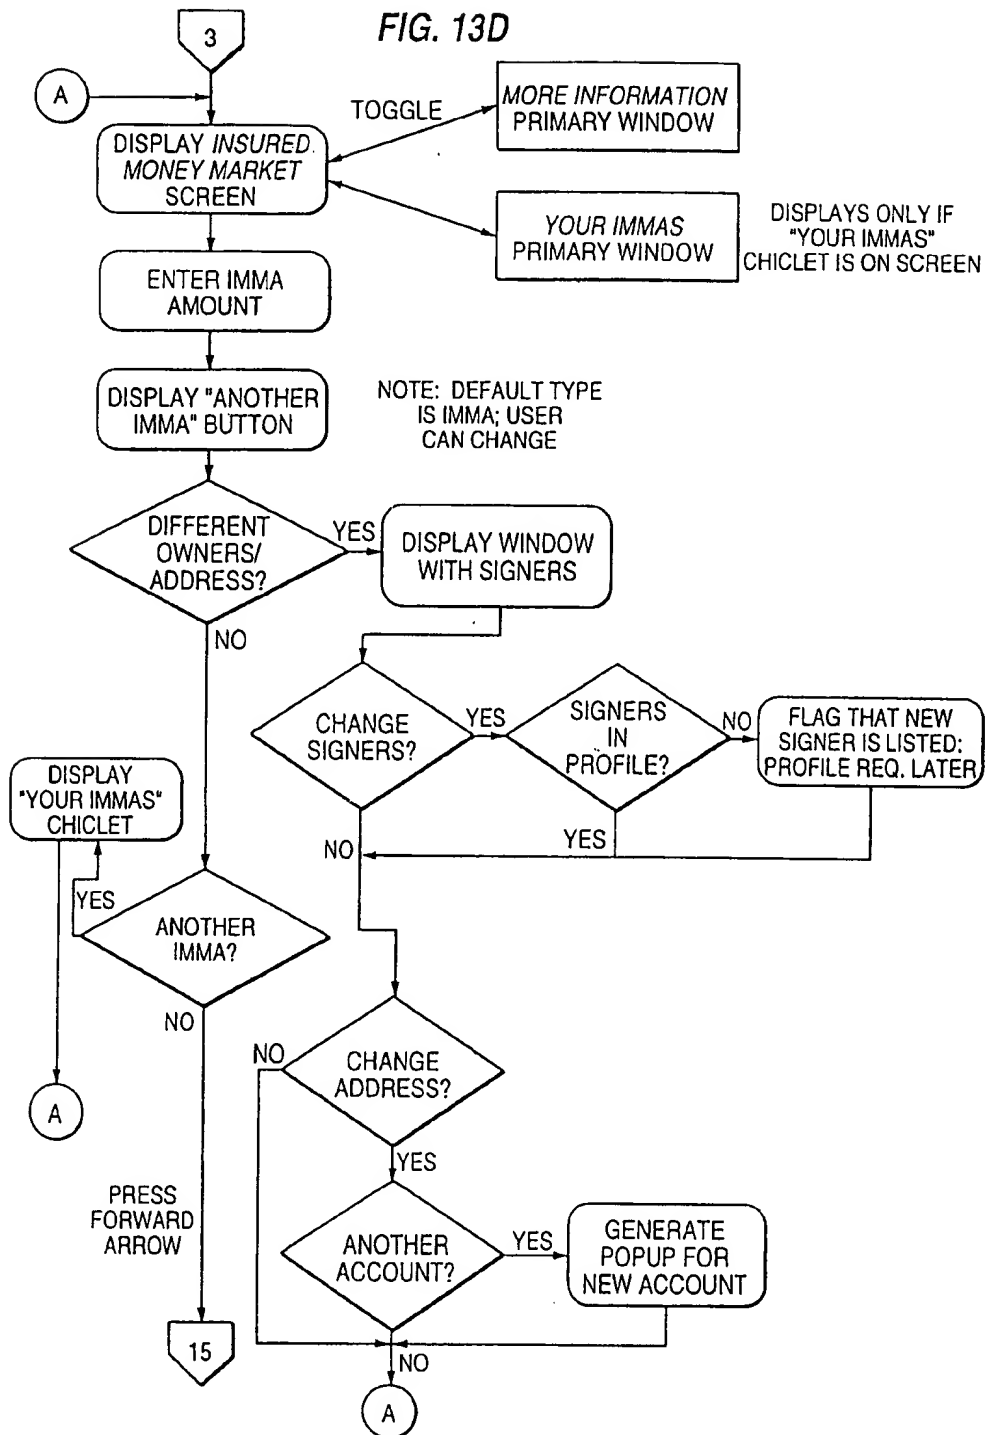 FIG. 13D
3
A
TOGGLE
MORE INFORMATION
PRIMARY WINDOW
DISPLAY INSURED
MONEY MARKET
SCREEN
YOUR IMMAS
PRIMARY WINDOW
DISPLAYS ONLY IF
"YOUR IMMAS"
CHICLET IS ON SCREEN
ENTER IMMA
AMOUNT
DISPLAY "ANOTHER
IMMA" BUTTON
NOTE: DEFAULT TYPE
IS IMMA; USER
CAN CHANGE
DIFFERENT
OWNERS/
ADDRESS?
YES
DISPLAY WINDOW
WITH SIGNERS
NO
CHANGE
SIGNERS?
YES
SIGNERS
IN
PROFILE?
NO
FLAG THAT NEW
SIGNER IS LISTED:
PROFILE REQ. LATER
YES
NO
DISPLAY
"YOUR IMMAS"
CHICLET
YES
ANOTHER
IMMA?
NO
A
PRESS
FORWARD
ARROW
15
CHANGE
ADDRESS?
NO
YES
ANOTHER
ACCOUNT?
YES
GENERATE
POPUP FOR
NEW ACCOUNT
NO
A